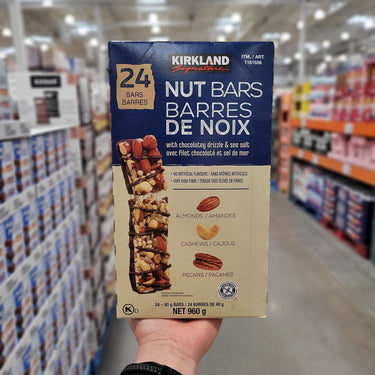 KIRKLAND
Signature
ITM. / ART.
1181556
24
BARS
BARRES
NUT BARS
BARRES
DE NOIX
with chocolatey drizzle & sea salt
avec filet chocolaté et sel de mer
• NO ARTIFICIAL FLAVOURS / SANS ARÔMES ARTIFICIELS
• VERY HIGH FIBRE / TENEUR TRÈS ÉLEVÉE EN FIBRES
ALMONDS / AMANDES
CASHEWS / CAJOUS
PECANS / PACANES
K D
24 - 40 g BARS / 24 BARRES DE 40 g
NET 960 g